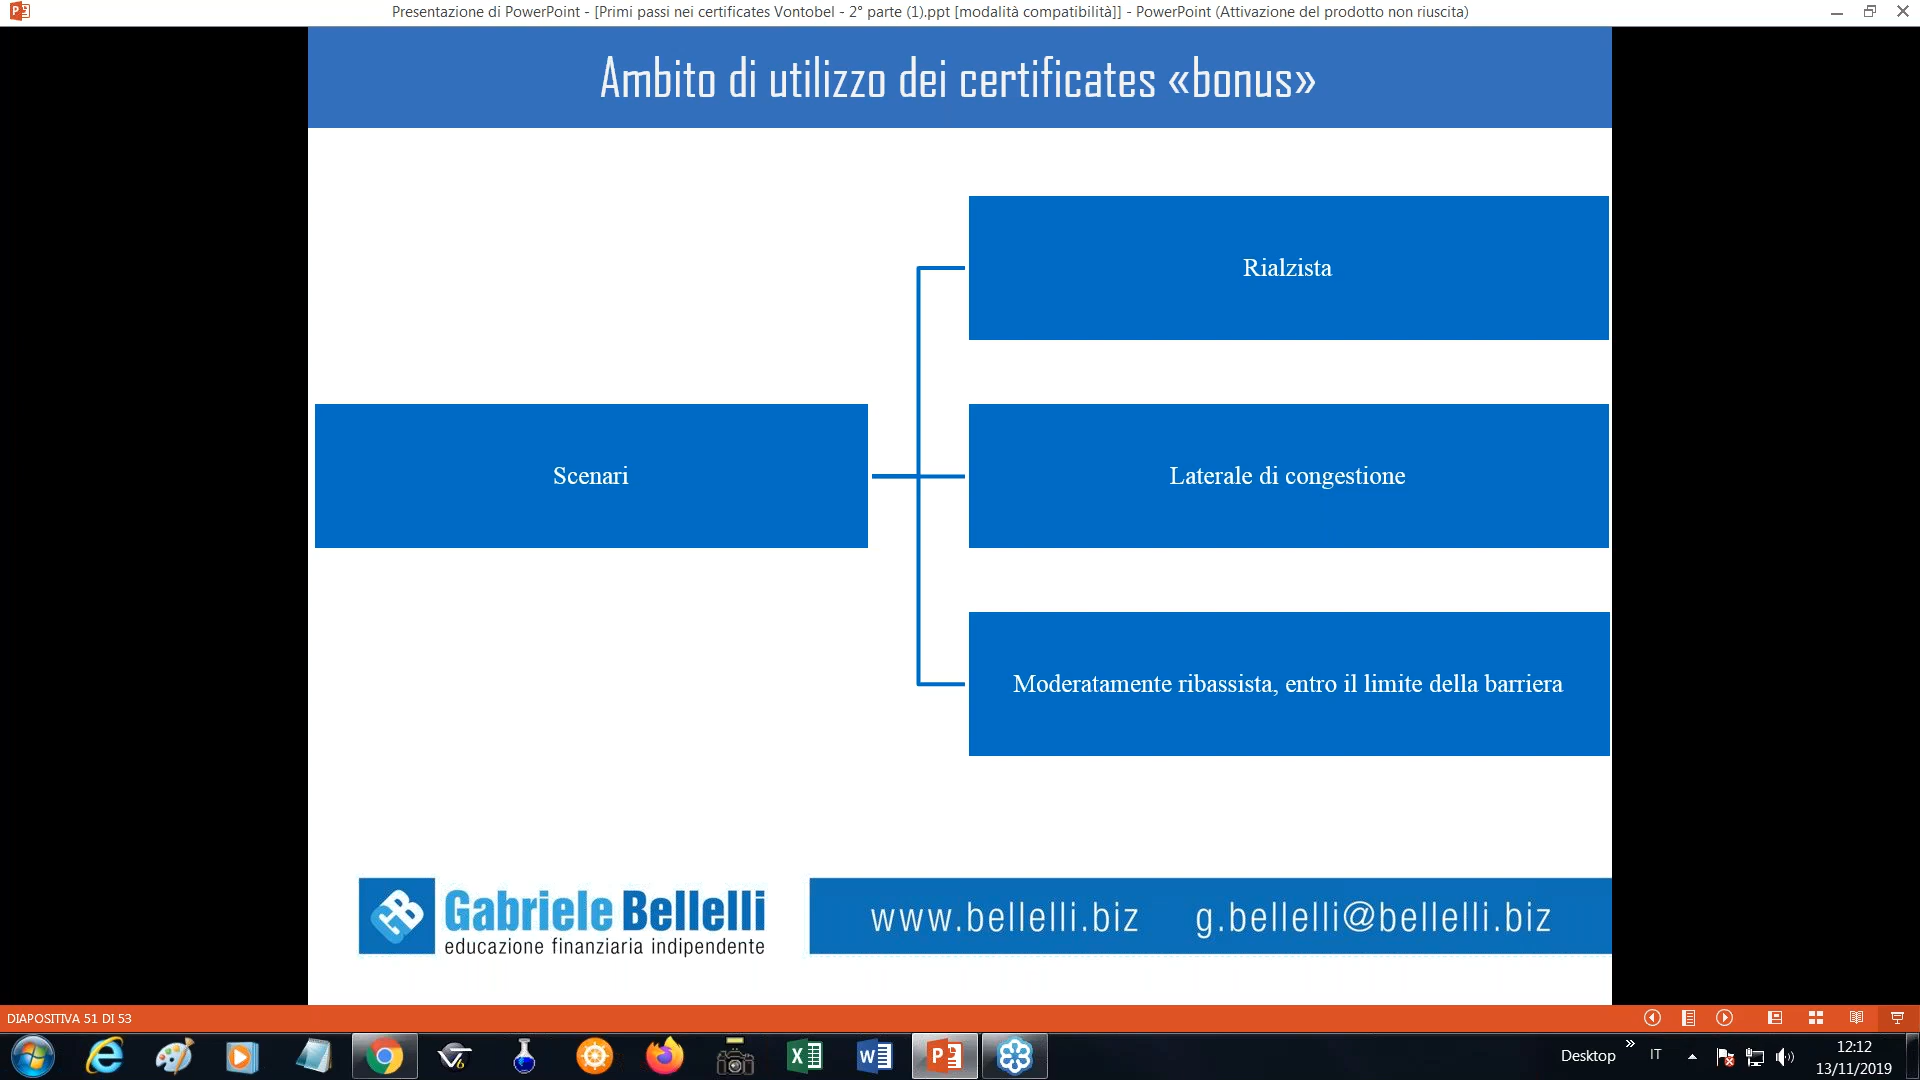 Presentazione di PowerPoint - [Primi passi nei certificates Vontobel - 2° parte (1).ppt [modalità compatibilità]] - PowerPoint (Attivazione del prodotto non riuscita)
Ambito di utilizzo dei certificates «bonus»
Rialzista
Scenari
Laterale di congestione
Moderatamente ribassista, entro il limite della barriera
Gabriele Bellelli
educazione finanziaria indipendente
www.bellelli.biz g.bellelli@bellelli.biz
DIAPOSITIVA 51 DI 53
Desktop
IT
12:12
13/11/2019